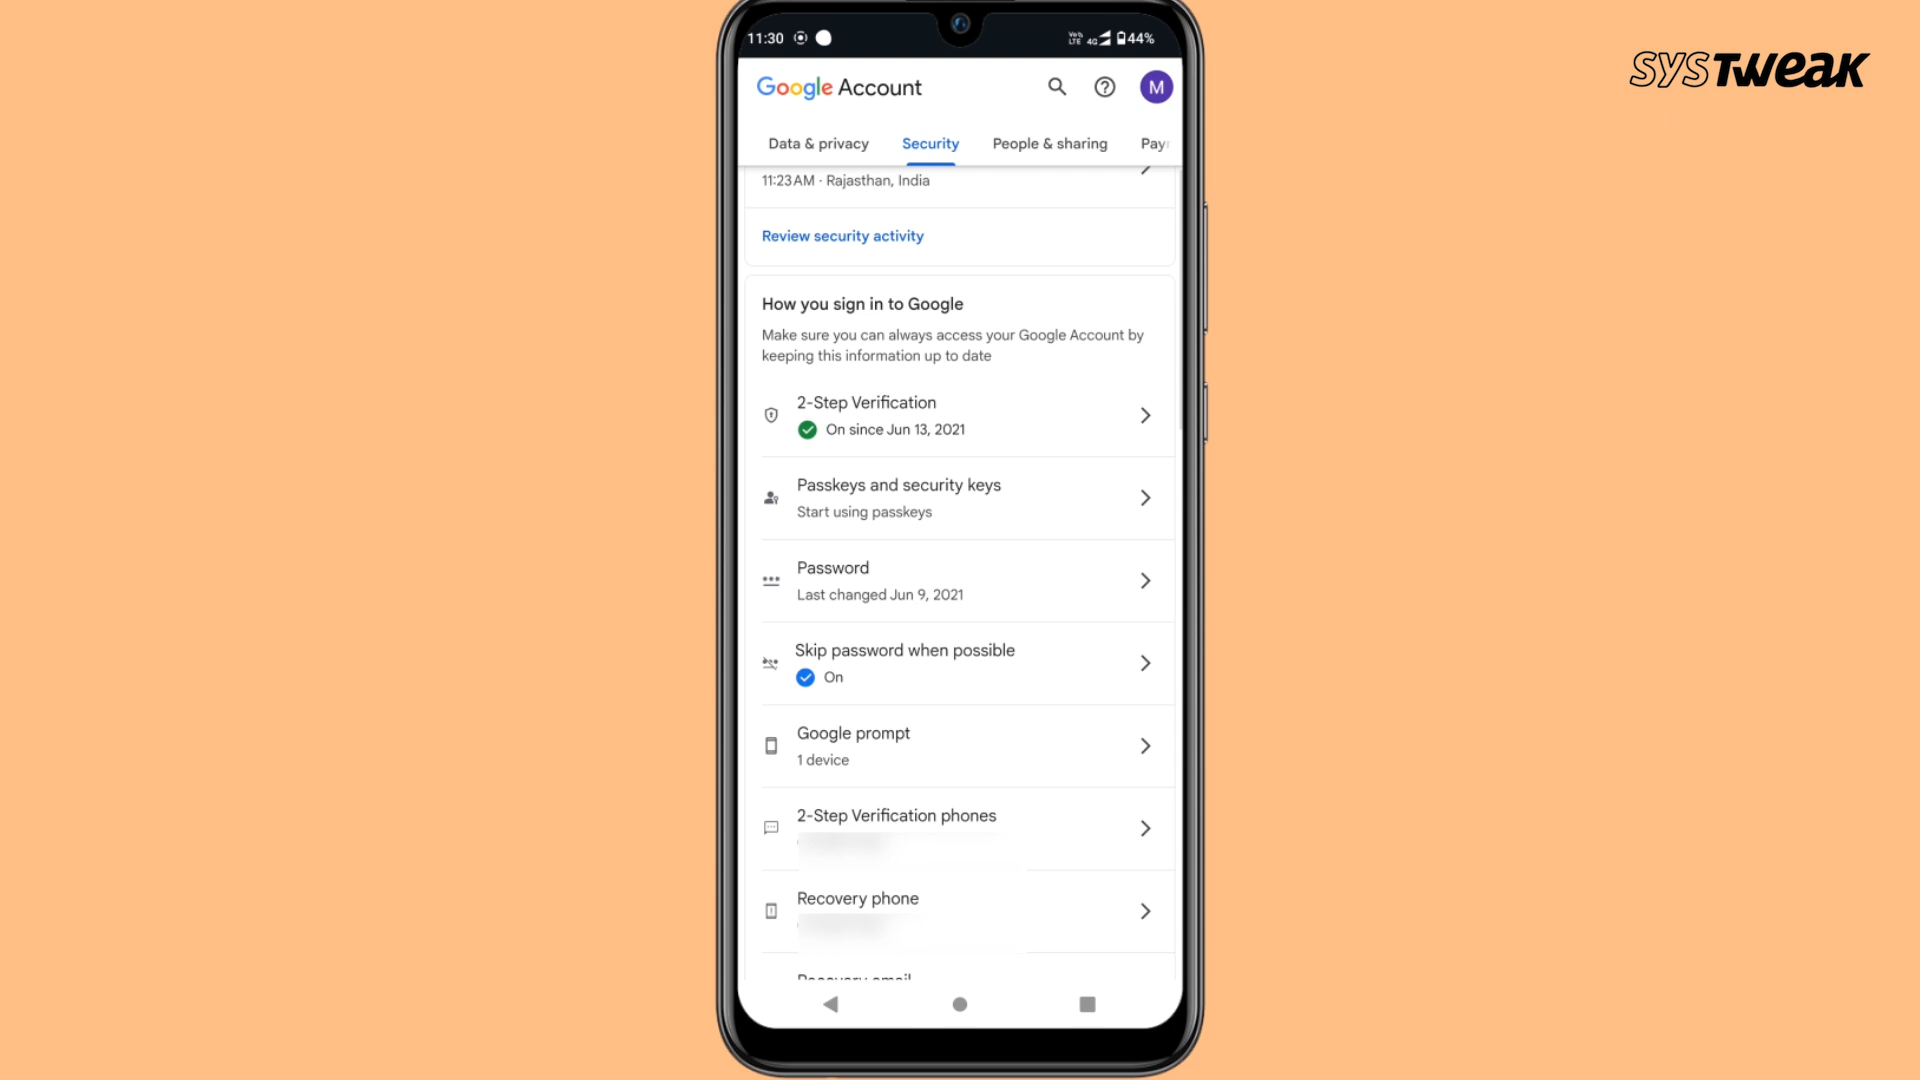 11:30 VoLTE 4G 44%
SYSTWEAK
Google Account M
Data & privacy Security People & sharing
11:23 AM · Rajasthan, India
Review security activity
How you sign in to Google
Make sure you can always access your Google Account by
keeping this information up to date
2-Step Verification
On since Jun 13, 2021
Passkeys and security keys
Start using passkeys
Password
Last changed Jun 9, 2021
Skip password when possible
On
Google prompt
1 device
2-Step Verification phones
Recovery phone
Recovery email